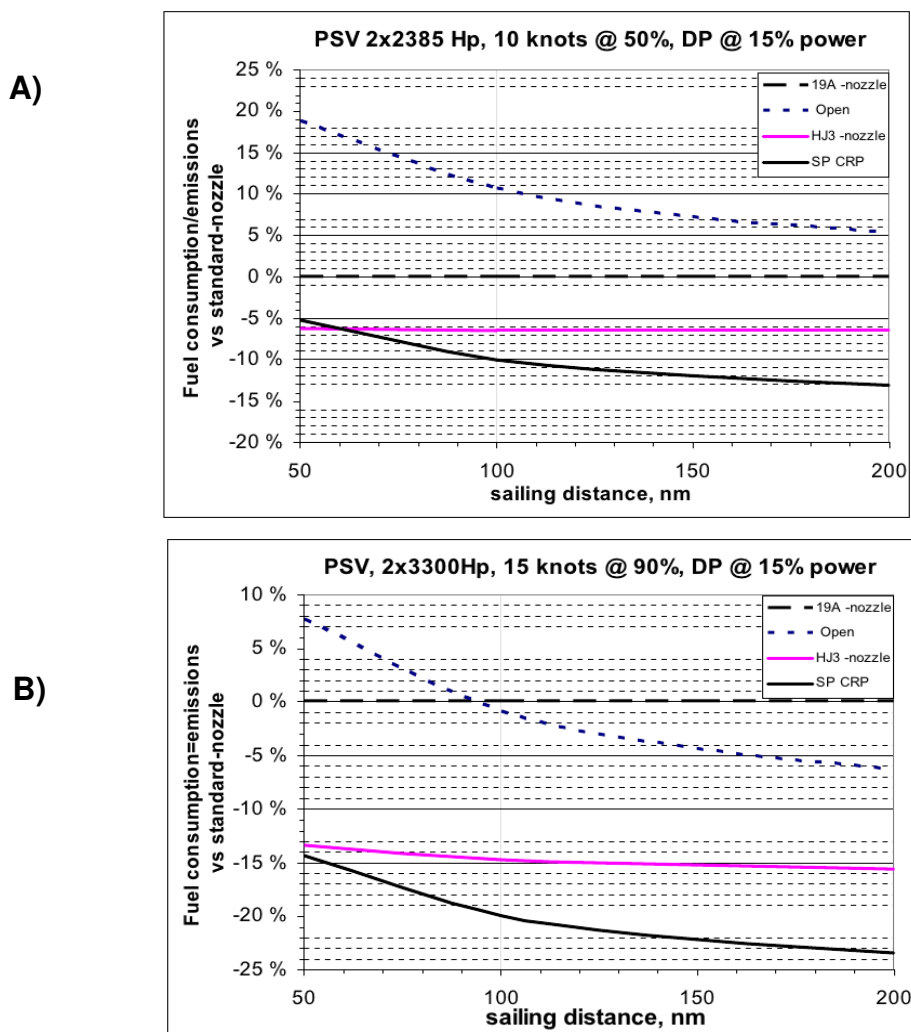 A)
PSV 2x2385 Hp, 10 knots @ 50%, DP @ 15% power
Fuel consumption/emissions
vs standard-nozzle
25 %
20 %
15 %
10 %
5 %
0 %
-5 %
-10 %
-15 %
-20 %
19A -nozzle
Open
HJ3 -nozzle
SP CRP
50
100
150
200
sailing distance, nm
B)
PSV, 2x3300Hp, 15 knots @ 90%, DP @ 15% power
Fuel consumption=emissions
vs standard-nozzle
10 %
5 %
0 %
-5 %
-10 %
-15 %
-20 %
-25 %
19A -nozzle
Open
HJ3 -nozzle
SP CRP
50
100
150
200
sailing distance, nm